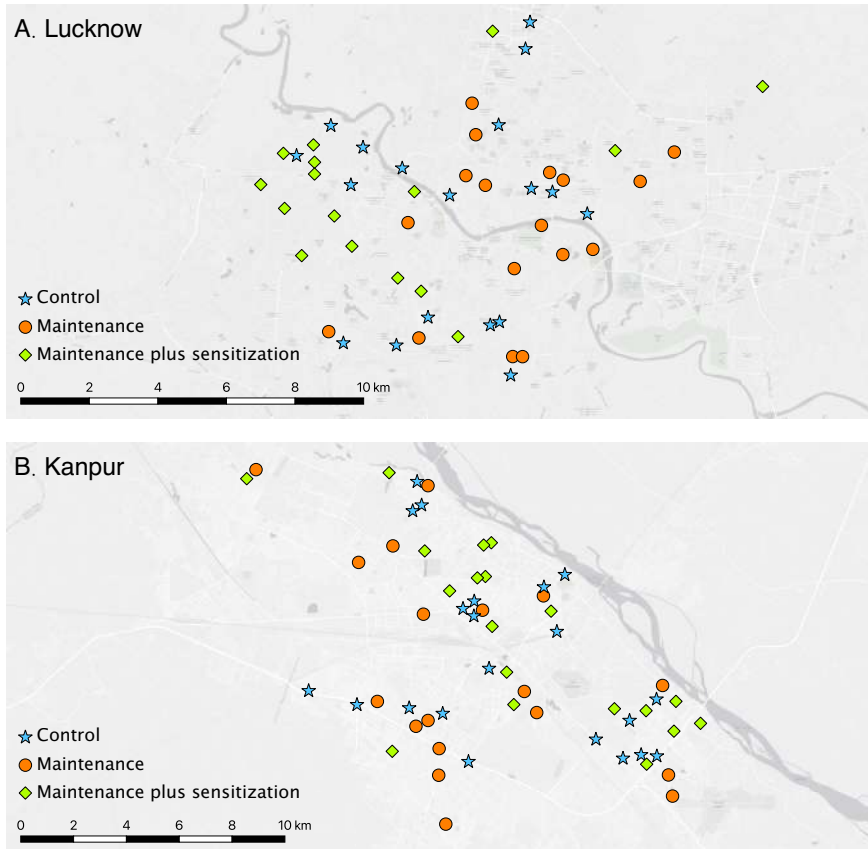 A. Lucknow
Control
Maintenance
Maintenance plus sensitization
0 2 4 6 8 10 km
B. Kanpur
Control
Maintenance
Maintenance plus sensitization
0 2 4 6 8 10 km